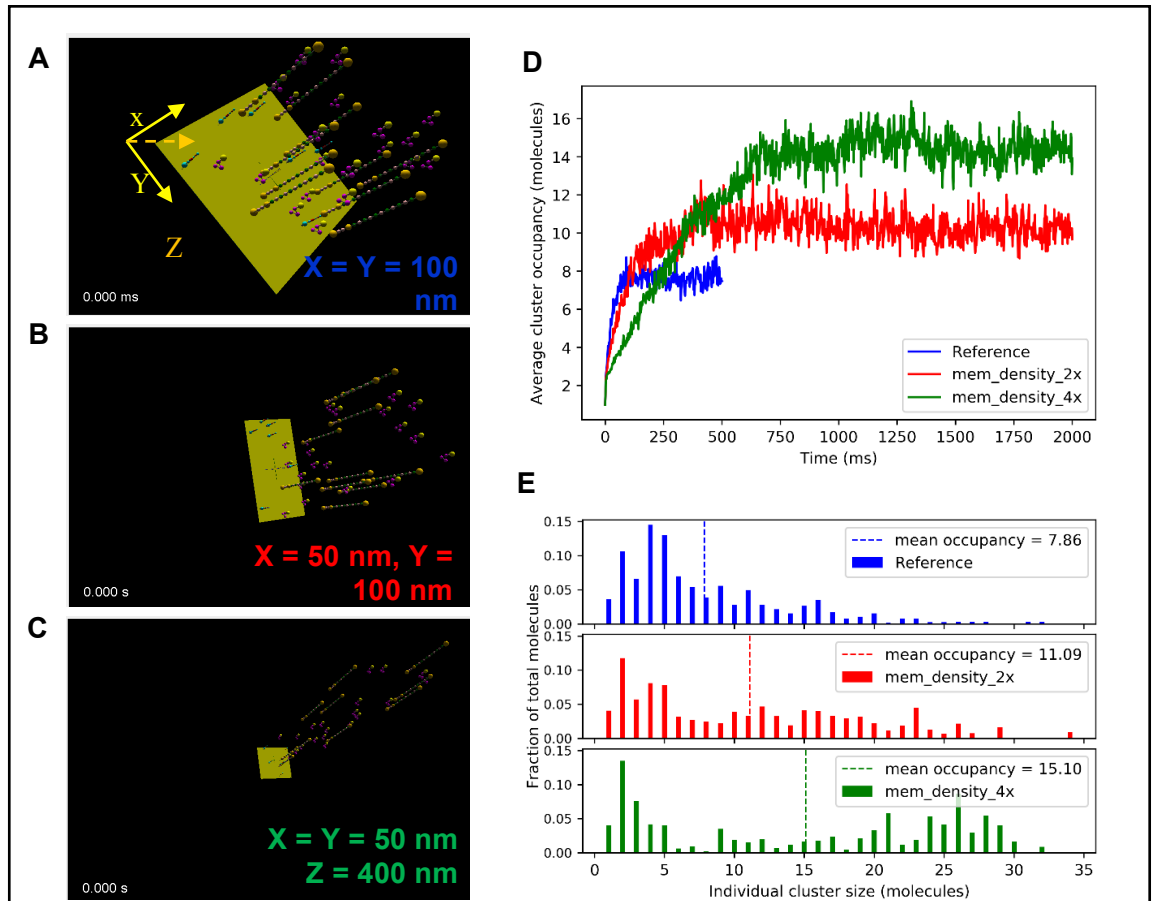 A
x
Y
Z
X = Y = 100
nm
0.000 ms
B
X = 50 nm, Y =
100 nm
0.000 s
C
X = Y = 50 nm
Z = 400 nm
0.000 s
D
Average cluster occupancy (molecules)
16
14
12
10
8
6
4
2
Reference
mem_density_2x
mem_density_4x
0 250 500 750 1000 1250 1500 1750 2000
Time (ms)
E
Fraction of total molecules
0.15
0.10
0.05
0.00
mean occupancy = 7.86
Reference
0.15
0.10
0.05
0.00
mean occupancy = 11.09
mem_density_2x
0.15
0.10
0.05
0.00
mean occupancy = 15.10
mem_density_4x
0 5 10 15 20 25 30 35
Individual cluster size (molecules)